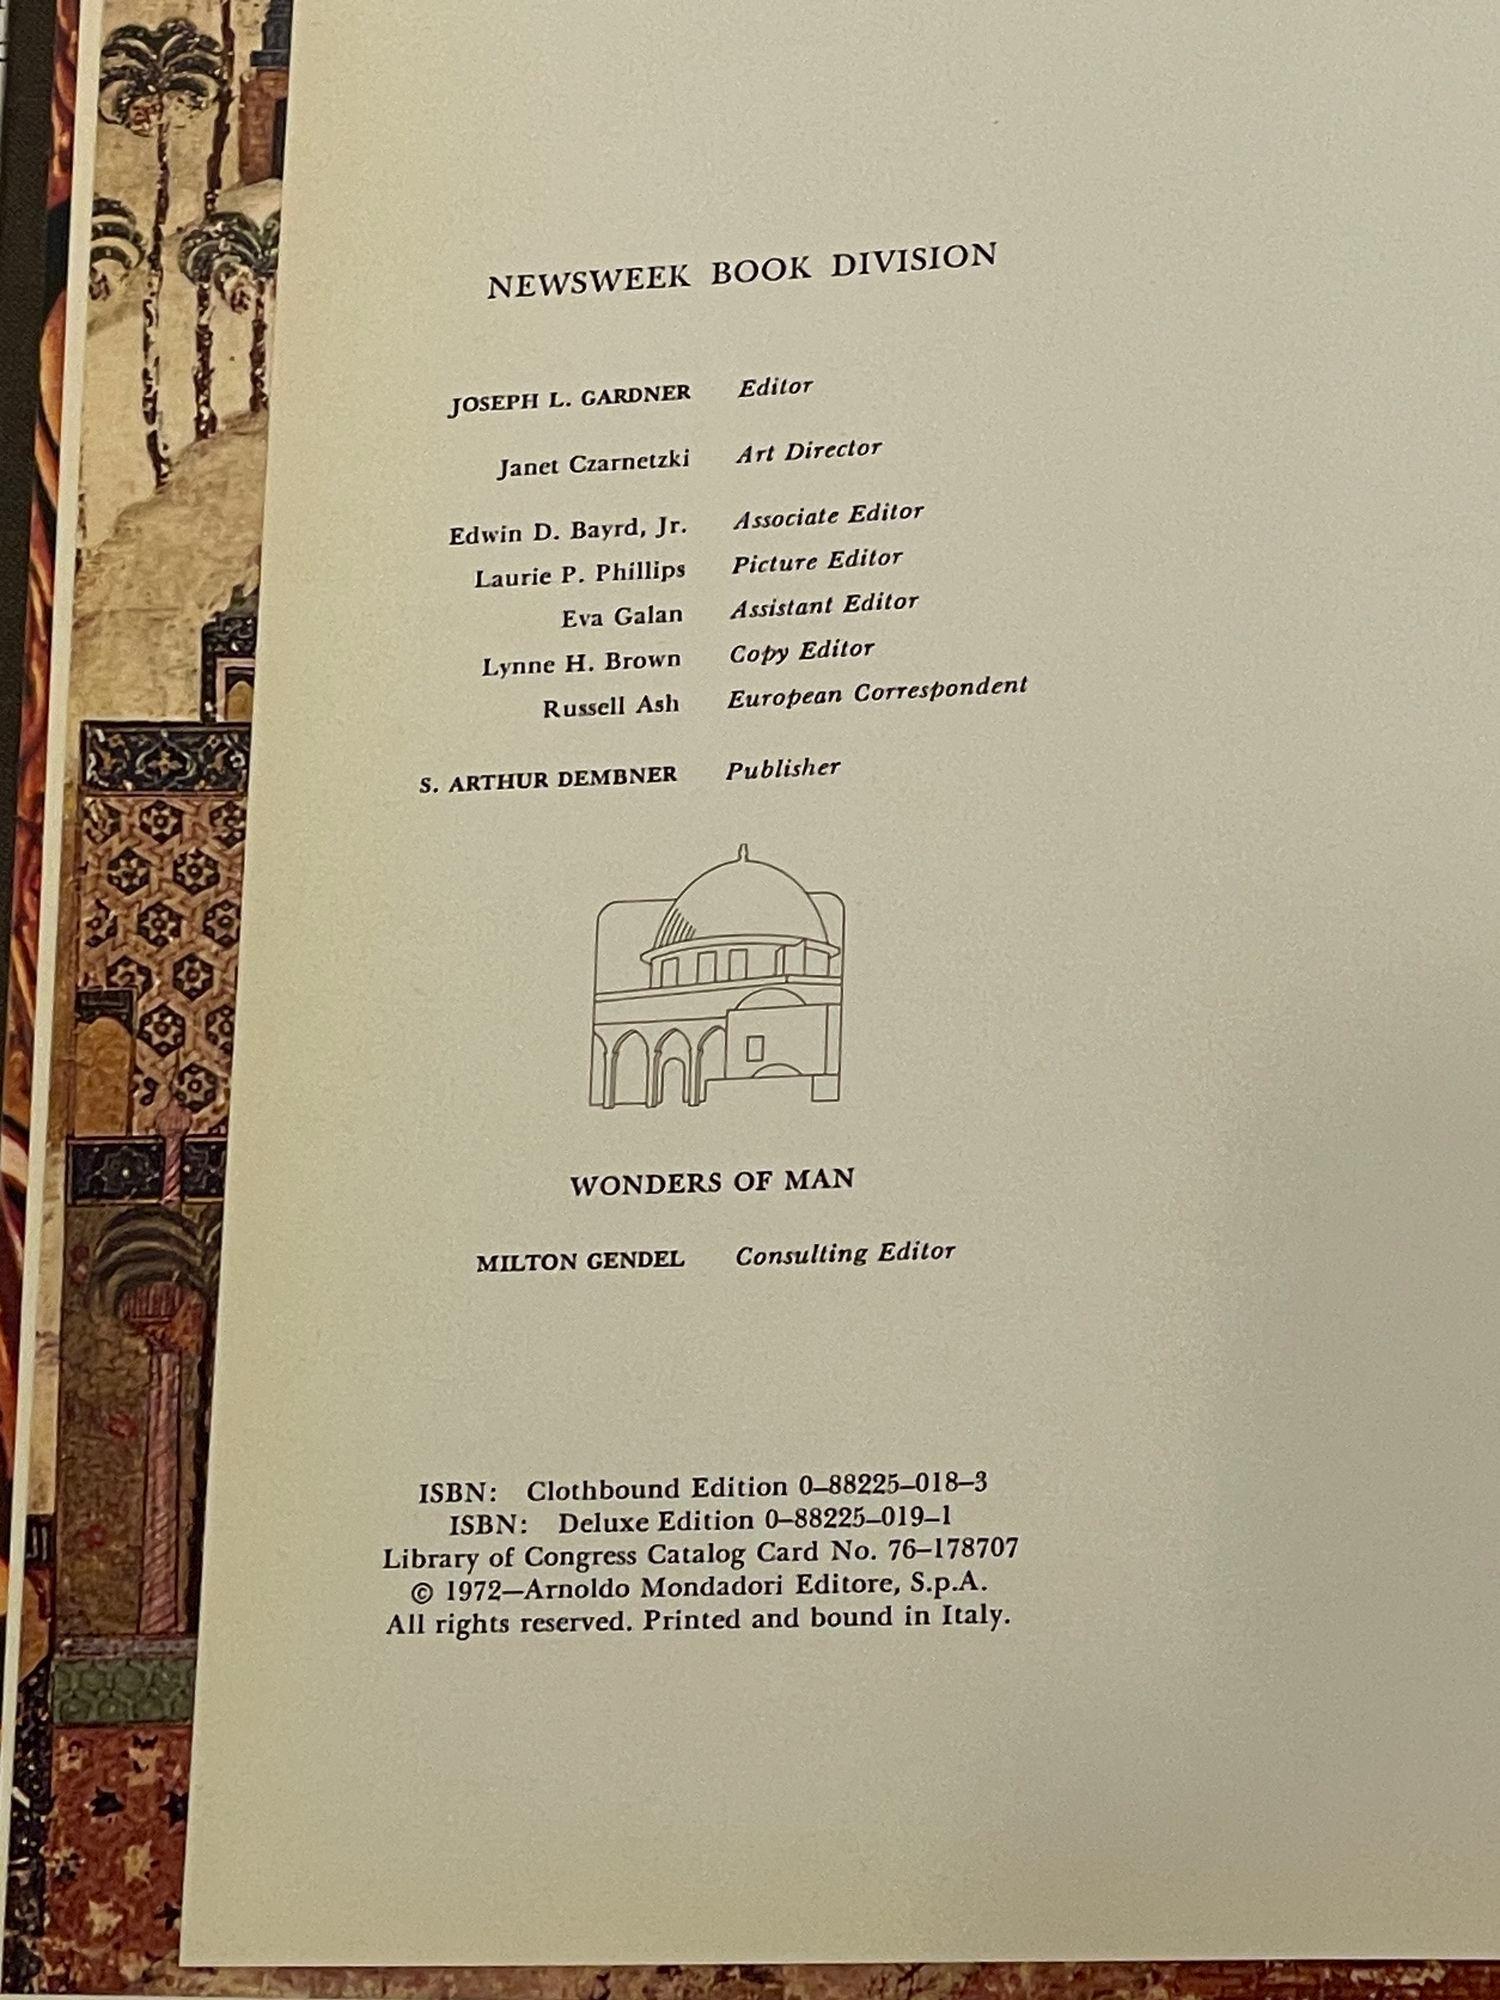 NEWSWEEK BOOK DIVISION
JOSEPH L. GARDNER Editor
Janet Czarnetzki Art Director
Edwin D. Bayrd, Jr. Associate Editor
Laurie P. Phillips Picture Editor
Eva Galan Assistant Editor
Lynne H. Brown Copy Editor
Russell Ash European Correspondent
S. ARTHUR DEMBNER Publisher
WONDERS OF MAN
MILTON GENDEL Consulting Editor
ISBN: Clothbound Edition 0–88225–018–3
ISBN: Deluxe Edition 0–88225–019–1
Library of Congress Catalog Card No. 76–178707
© 1972—Arnoldo Mondadori Editore, S.p.A.
All rights reserved. Printed and bound in Italy.